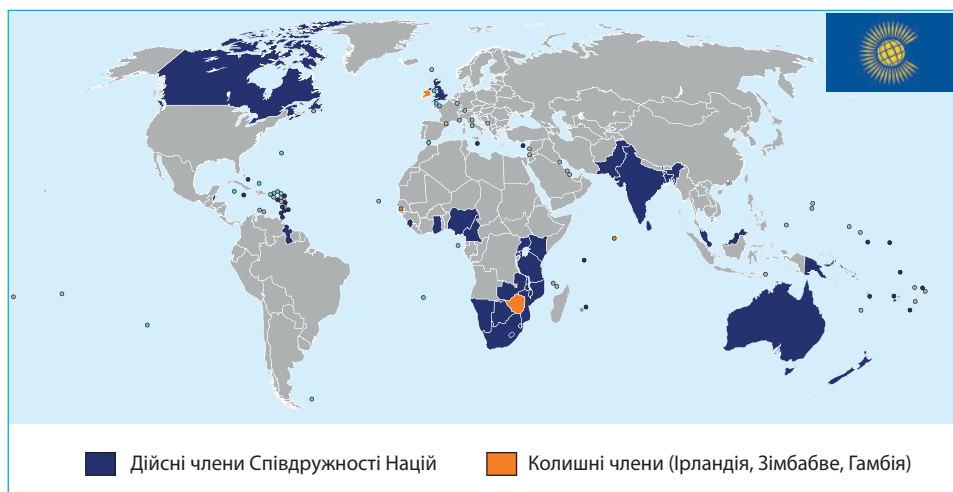 Дійсні члени Співдружності Націй
Колишні члени (Ірландія, Зімбабве, Гамбія)